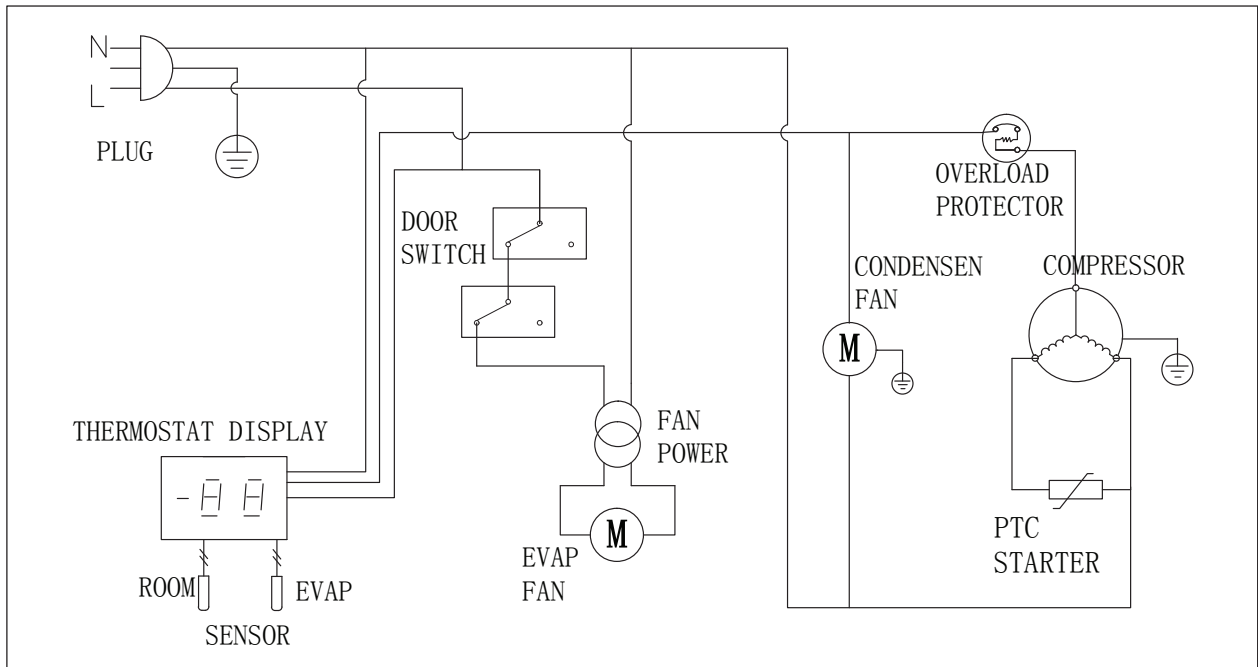 N
L
PLUG
OVERLOAD
PROTECTOR
DOOR
SWITCH
CONDENSEN
FAN
COMPRESSOR
M
THERMOSTAT DISPLAY
FAN
POWER
-88
M
EVAP
FAN
PTC
STARTER
ROOM
EVAP
SENSOR